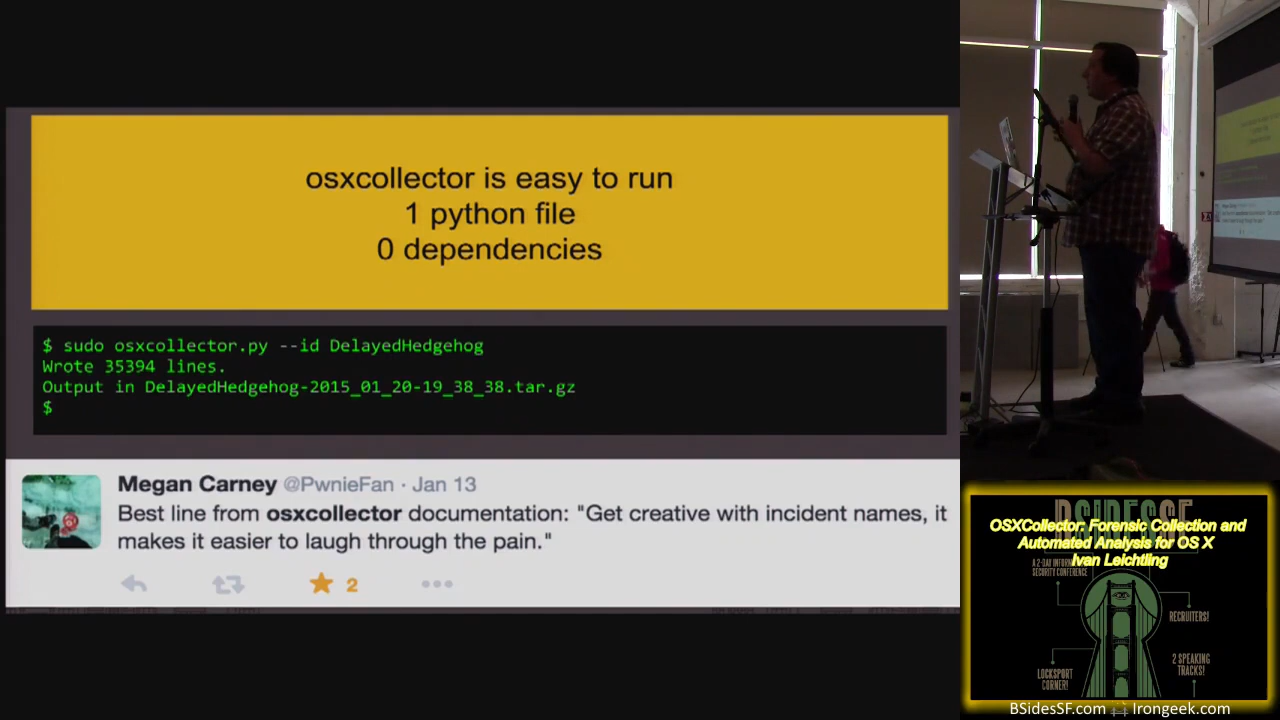 osxcollector is easy to run
1 python file
0 dependencies
$ sudo osxcollector.py --id DelayedHedgehog
Wrote 35394 lines.
Output in DelayedHedgehog-2015_01_20-19_38_38.tar.gz
$
Megan Carney @PwnieFan · Jan 13
Best line from osxcollector documentation: "Get creative with incident names, it
makes it easier to laugh through the pain."
2
BSIDESSF
OSXCollector: Forensic Collection and
Automated Analysis for OS X
Ivan Leichtling
SECURITY CONFERENCE
RECRUITERS!
LOCKSPORT
CORNER!
2 SPEAKING
TRACKS!
BSidesSF.com Irongeek.com